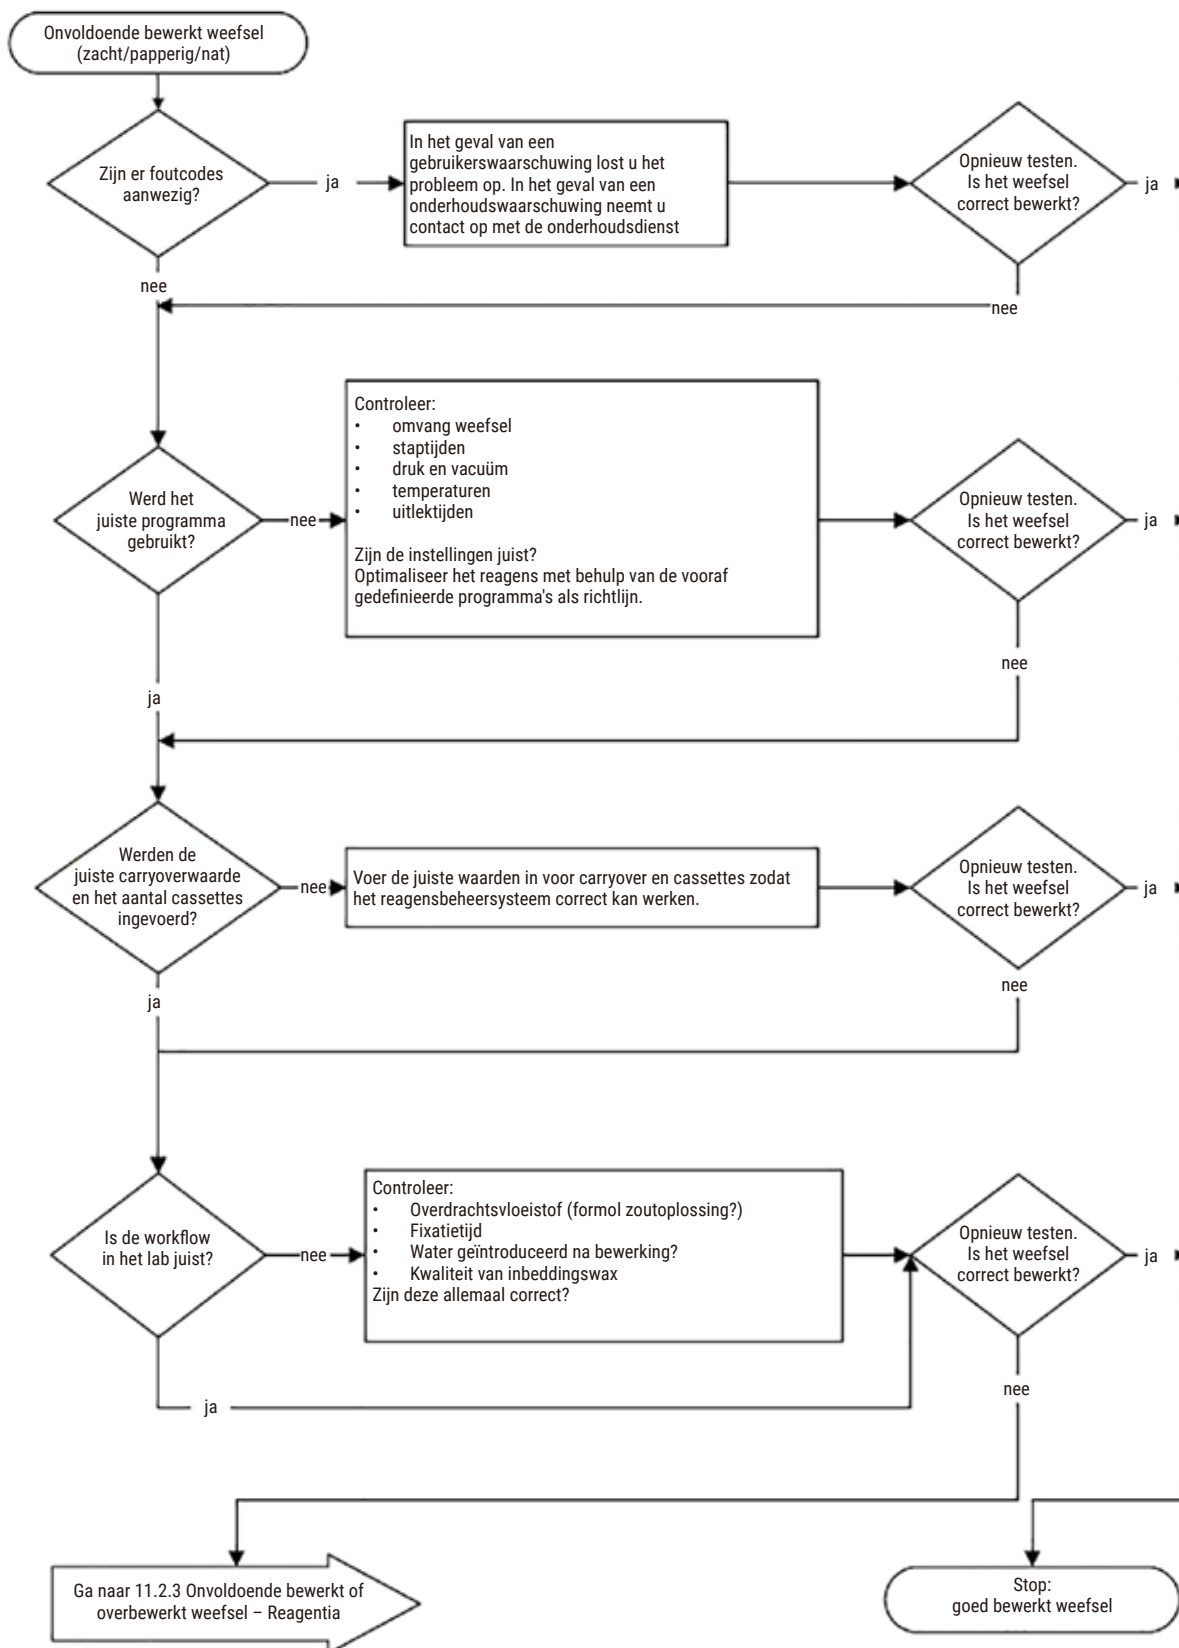 Onvoldoende bewerkt weefsel
(zacht/papperig/nat)
Zijn er foutcodes
aanwezig?
ja
In het geval van een
gebruikerswaarschuwing lost u het
probleem op. In het geval van een
onderhoudswaarschuwing neemt u
contact op met de onderhoudsdienst
Opnieuw testen.
Is het weefsel
correct bewerkt?
ja
nee
nee
Werd het
juiste programma
gebruikt?
nee
Controleer:
• omvang weefsel
• staptijden
• druk en vacuüm
• temperaturen
• uitlektijden
Zijn de instellingen juist?
Optimaliseer het reagens met behulp van de vooraf
gedefinieerde programma's als richtlijn.
Opnieuw testen.
Is het weefsel
correct bewerkt?
ja
nee
ja
Werden de
juiste carryoverwaarde
en het aantal cassettes
ingevoerd?
nee
Voer de juiste waarden in voor carryover en cassettes zodat
het reagensbeheersysteem correct kan werken.
Opnieuw testen.
Is het weefsel
correct bewerkt?
ja
nee
ja
Is de workflow
in het lab juist?
nee
Controleer:
• Overdrachtsvloeistof (formol zoutoplossing?)
• Fixatietijd
• Water geïntroduceerd na bewerking?
• Kwaliteit van inbeddingswax
Zijn deze allemaal correct?
Opnieuw testen.
Is het weefsel
correct bewerkt?
ja
nee
ja
Ga naar 11.2.3 Onvoldoende bewerkt of
overbewerkt weefsel – Reagentia
Stop:
goed bewerkt weefsel